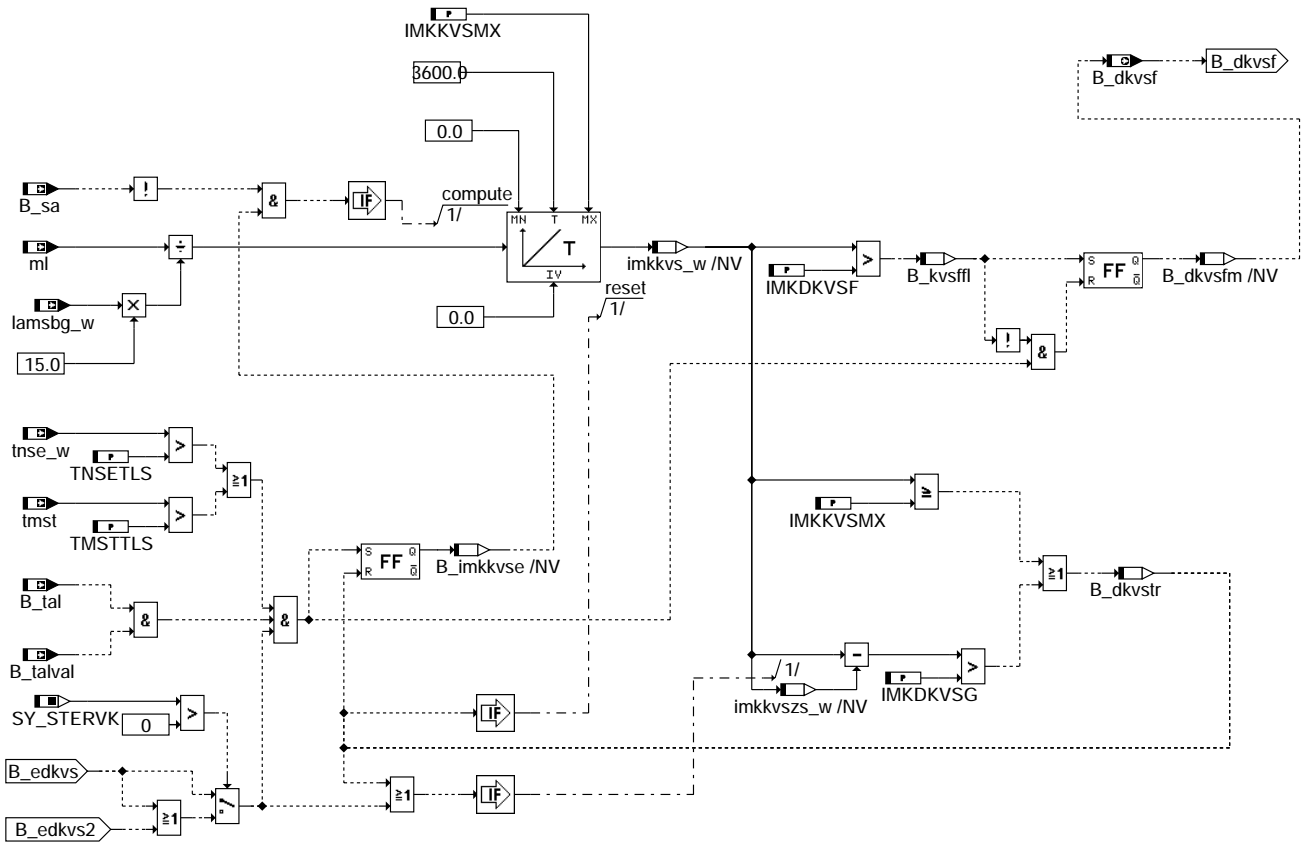 IMKKVSMX
P
3600.0
0.0
B_dkvsf
B_dkvsf
B_sa
!
&
IF
compute
1/
MN T MX
T
IV
ml
÷
imkkvs_w /NV
P
IMKDKVSF
>
B_kvsffl
S Q
FF
R Q
B_dkvsfm /NV
lamsbg_w
×
reset
1/
0.0
15.0
!
&
tnse_w
P
TNSETLS
>
≧1
tmst
P
TMSTTLS
>
P
IMKKVSMX
≥
S Q
FF
R Q
B_imkkvse /NV
≧1
B_dkvstr
B_tal
&
&
B_talval
1/
−
imkkvszs_w /NV
P
IMKDKVSG
>
SY_STERVK
0
>
IF
B_edkvs
≧1
IF
B_edkvs2
≧1